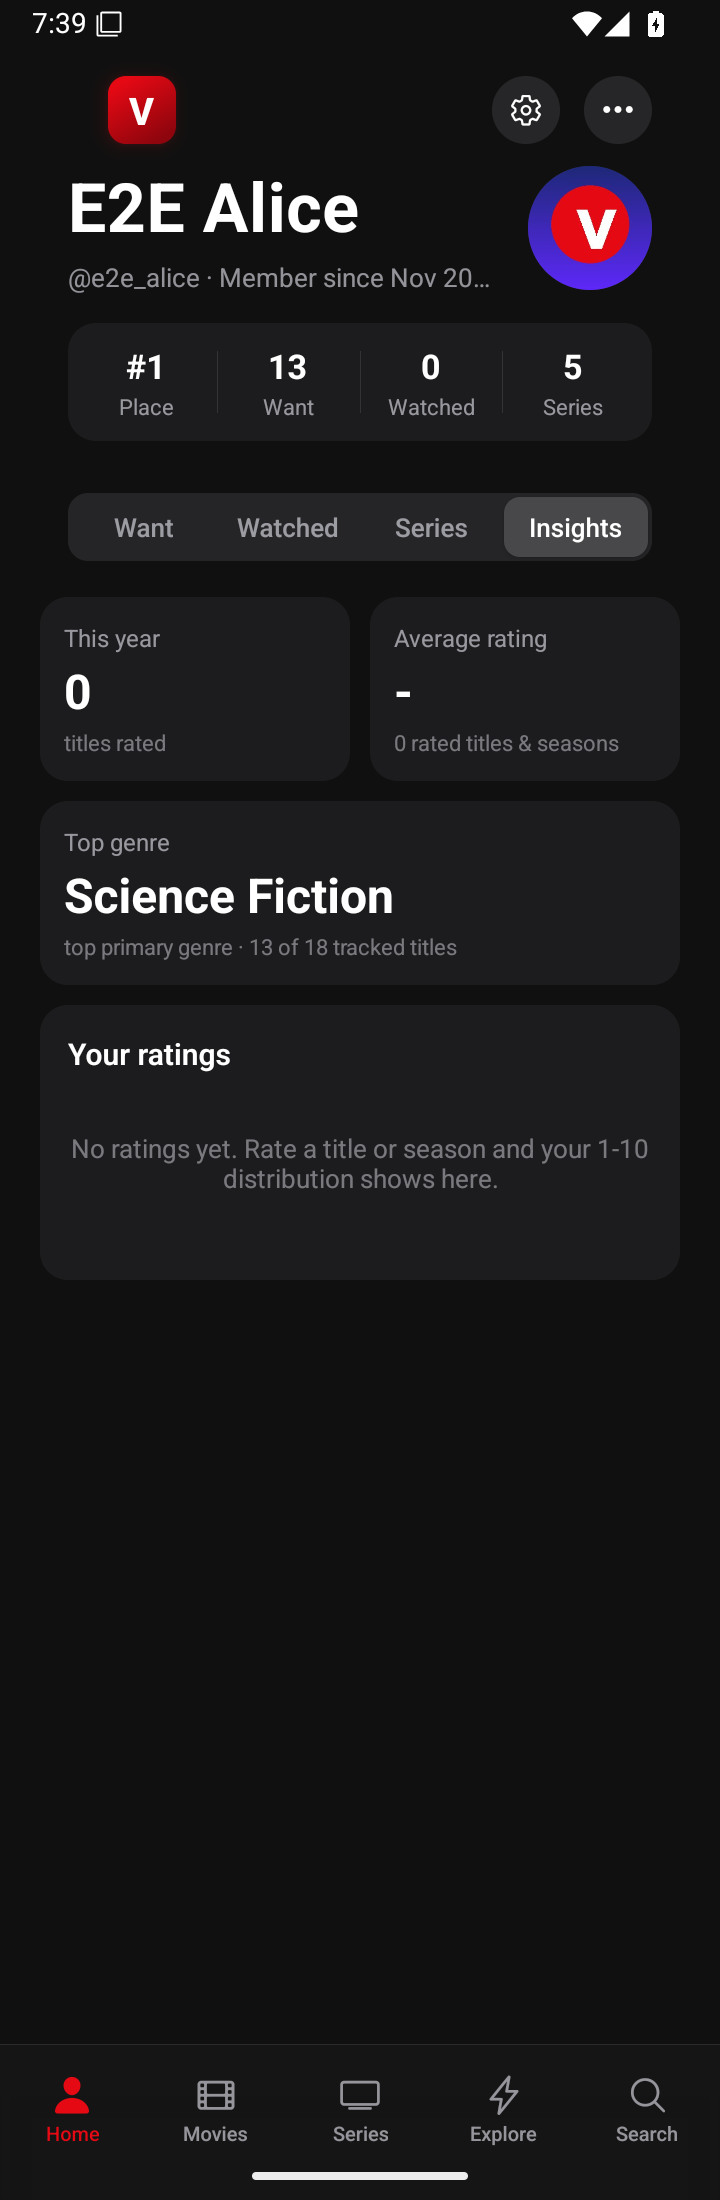 7:39
V
E2E Alice
V
@e2e_alice · Member since Nov 20…
#1
Place
13
Want
0
Watched
5
Series
Want
Watched
Series
Insights
This year
0
titles rated
Average rating
-
0 rated titles & seasons
Top genre
Science Fiction
top primary genre · 13 of 18 tracked titles
Your ratings
No ratings yet. Rate a title or season and your 1-10
distribution shows here.
Home
Movies
Series
Explore
Search